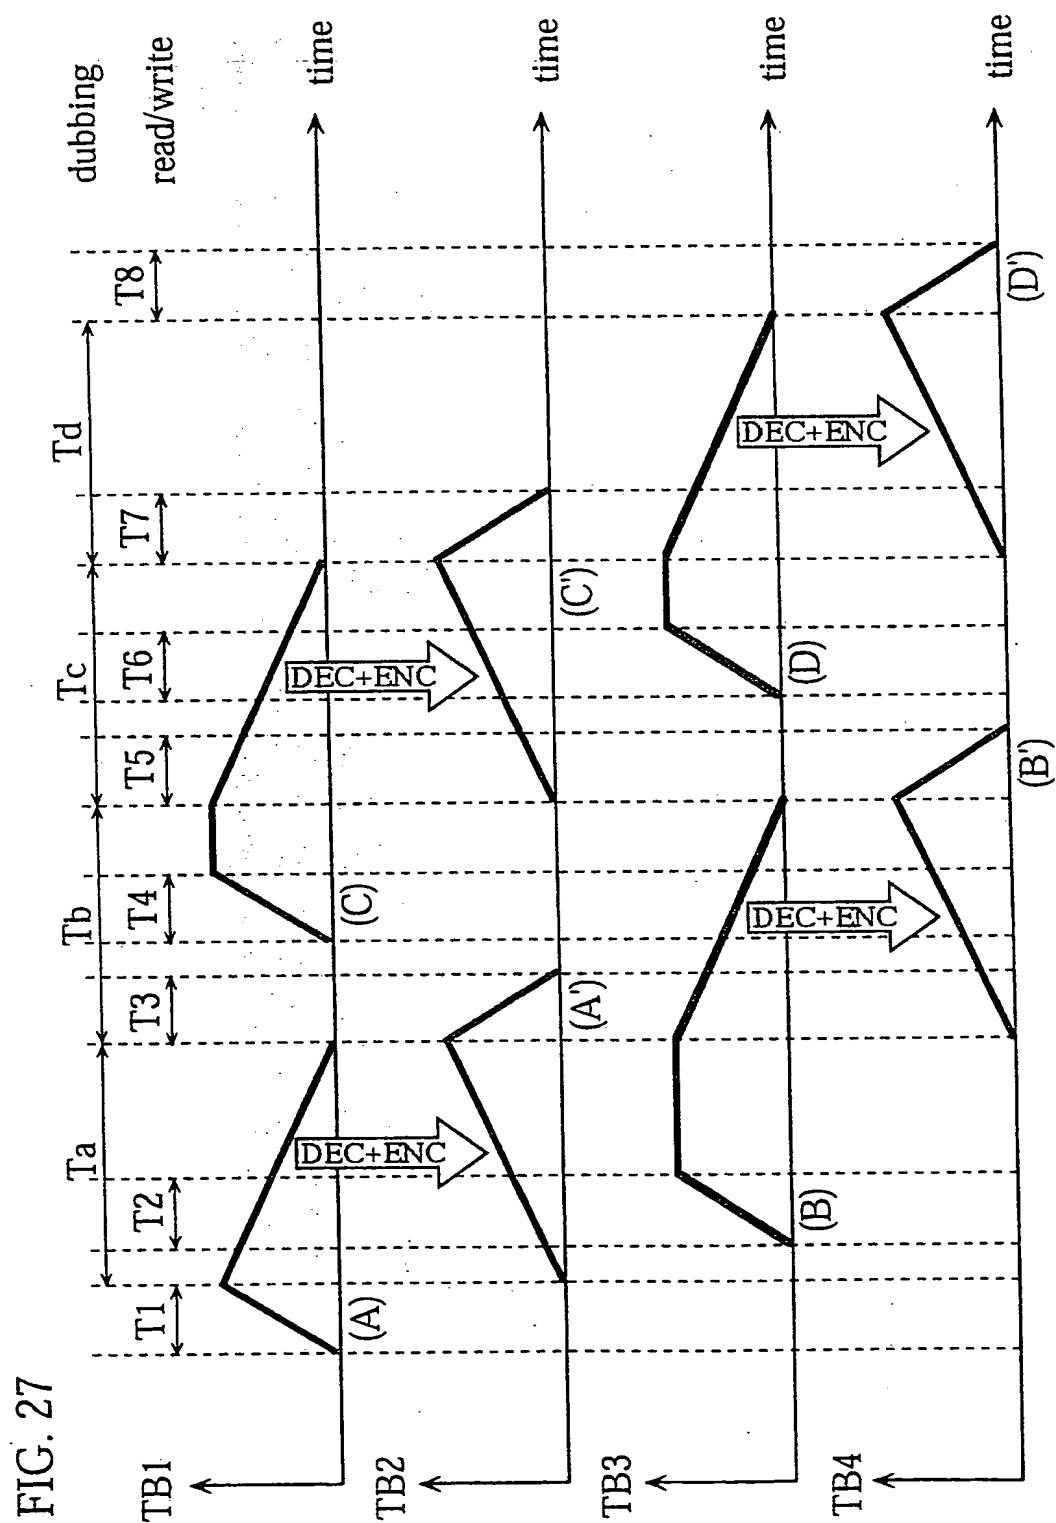 FIG. 27
dubbing
Ta
Tb
Tc
Td
read/write
T1
T2
T3
T4
T5
T6
T7
T8
TB1
time
(A)
(C)
DEC+ENC
DEC+ENC
TB2
time
(A')
(C')
TB3
time
(B)
(D)
DEC+ENC
DEC+ENC
TB4
time
(B')
(D')